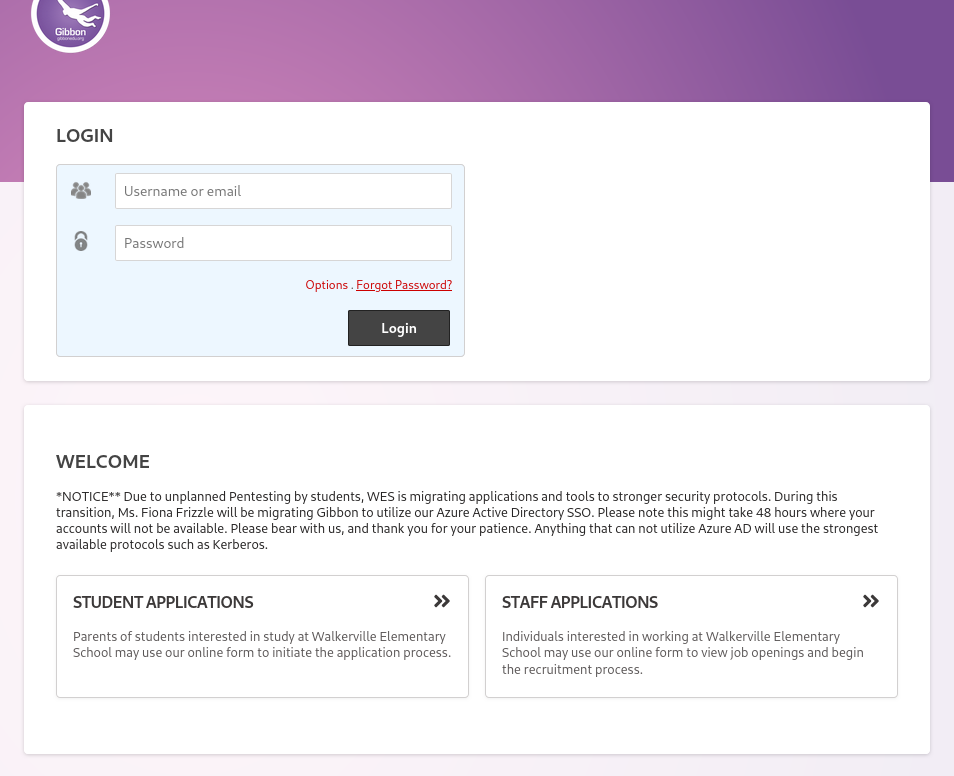 Gibbon
gibbonedu.org
LOGIN
Username or email
Password
Options . Forgot Password?
Login
WELCOME
*NOTICE** Due to unplanned Pentesting by students, WES is migrating applications and tools to stronger security protocols. During this
transition, Ms. Fiona Frizzle will be migrating Gibbon to utilize our Azure Active Directory SSO. Please note this might take 48 hours where your
accounts will not be available. Please bear with us, and thank you for your patience. Anything that can not utilize Azure AD will use the strongest
available protocols such as Kerberos.
STUDENT APPLICATIONS
Parents of students interested in study at Walkerville Elementary
School may use our online form to initiate the application process.
STAFF APPLICATIONS
Individuals interested in working at Walkerville Elementary
School may use our online form to view job openings and begin
the recruitment process.